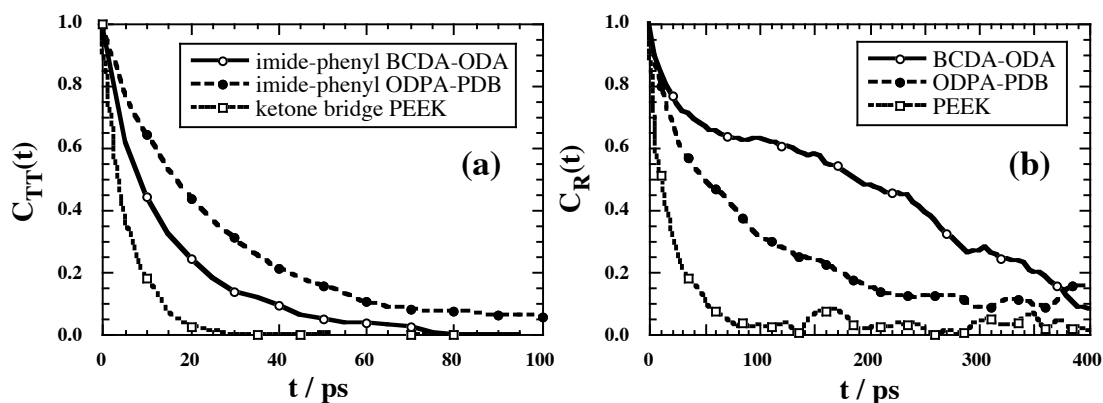 1.0
0.8
0.6
0.4
0.2
0.0
C_TT(t)
imide-phenyl BCDA-ODA
imide-phenyl ODPA-PDB
ketone bridge PEEK
(a)
0 20 40 60 80 100
t / ps
1.0
0.8
0.6
0.4
0.2
0.0
C_R(t)
BCDA-ODA
ODPA-PDB
PEEK
(b)
0 100 200 300 400
t / ps